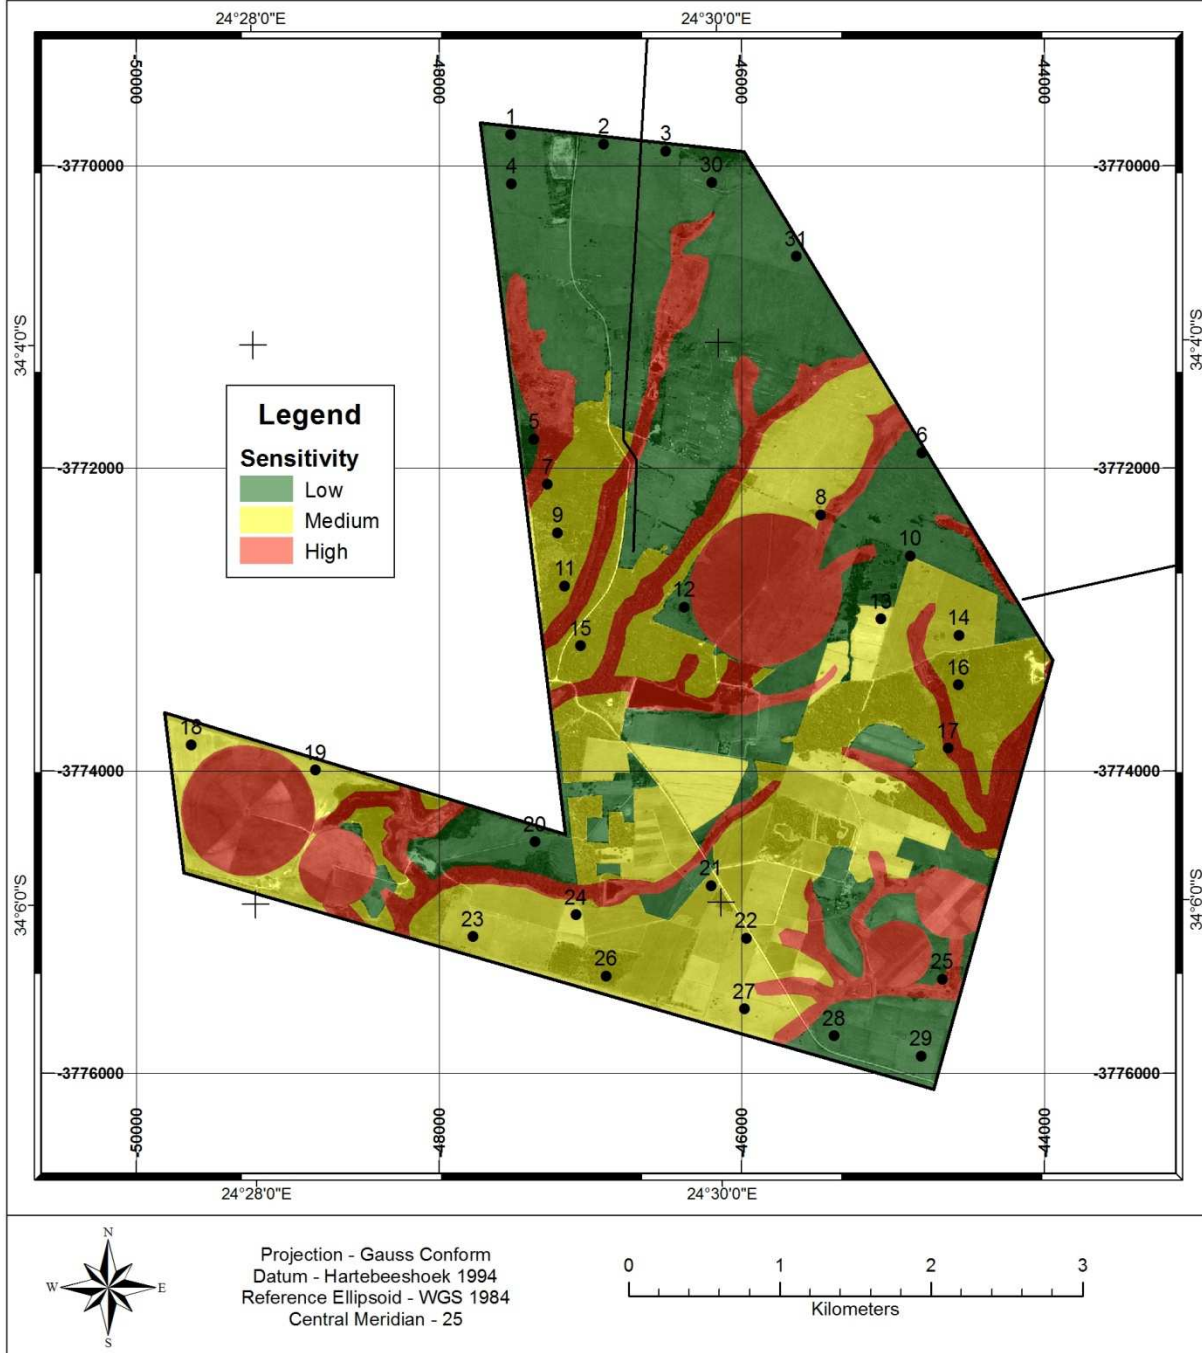 24°28'0"E
24°30'0"E
-50000
-48000
-46000
-44000
1
2
3
-3770000
4
30
-3770000
31
34°4'0"S
34°4'0"S
Legend
Sensitivity
Low
Medium
High
5
6
-3772000
7
-3772000
8
9
10
11
12
13
14
15
16
17
18
19
-3774000
-3774000
20
21
34°6'0"S
34°6'0"S
24
22
23
26
25
27
28
29
-3776000
-3776000
-50000
-48000
-46000
-44000
24°28'0"E
24°30'0"E
N
W
E
S
Projection - Gauss Conform
Datum - Hartebeeshoek 1994
Reference Ellipsoid - WGS 1984
Central Meridian - 25
0
1
2
3
Kilometers